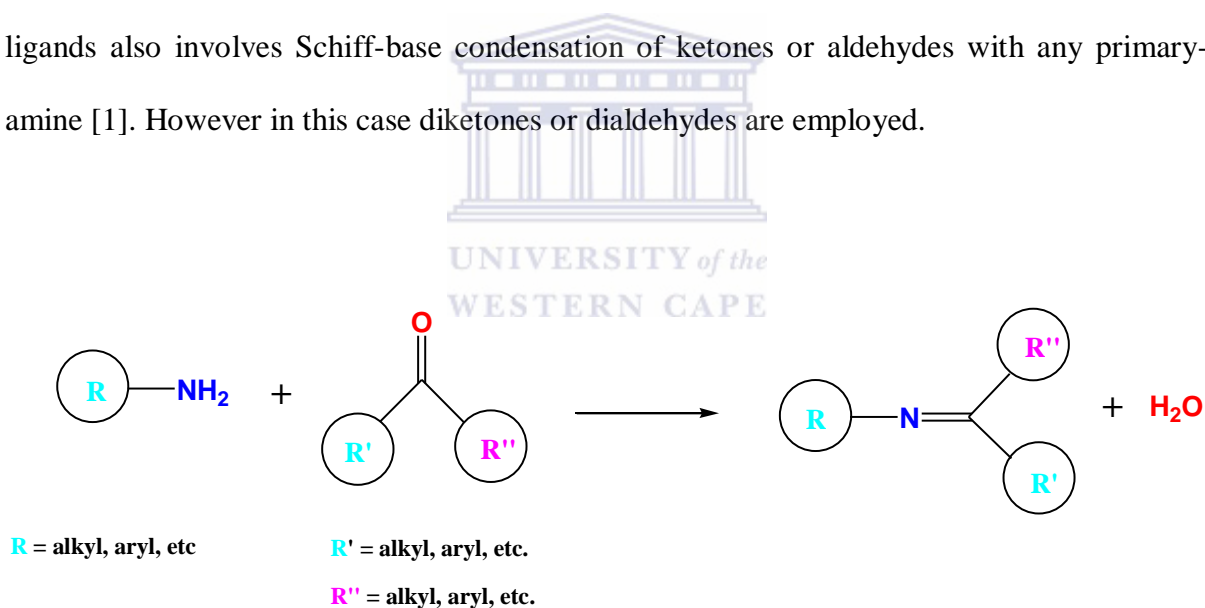 ligands also involves Schiff-base condensation of ketones or aldehydes with any primary-
amine [1]. However in this case diketones or dialdehydes are employed.
UNIVERSITY of the
WESTERN CAPE
R NH₂ + O R' R'' R N R'' R' + H₂O
R = alkyl, aryl, etc R' = alkyl, aryl, etc.
R'' = alkyl, aryl, etc.